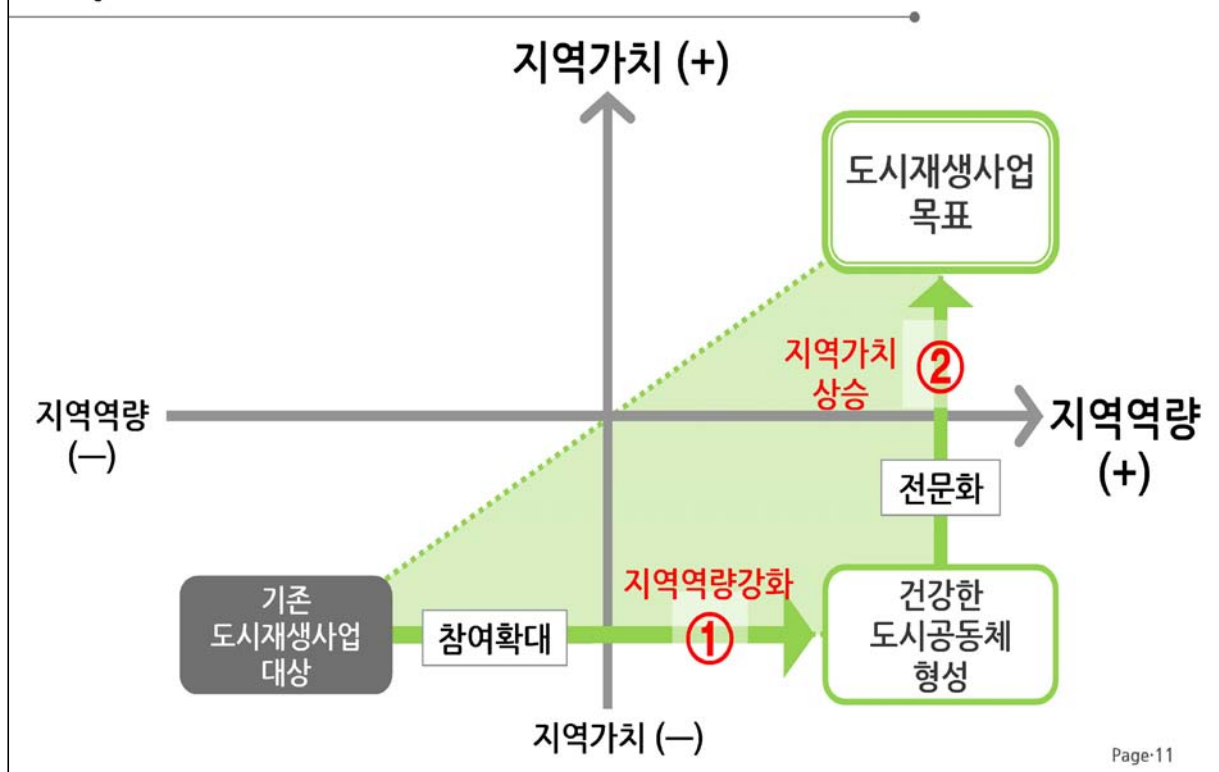 지역가치 (+)
도시재생사업
목표
지역가치
상승
②
지역역량
(—)
지역역량
(+)
전문화
기존
도시재생사업
대상
참여확대
지역역량강화
①
건강한
도시공동체
형성
지역가치 (—)
Page·11